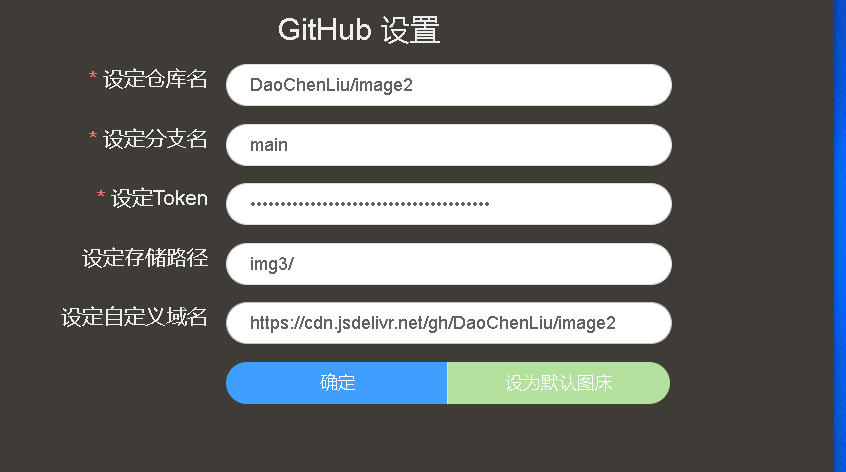 GitHub 设置
* 设定仓库名 DaoChenLiu/image2
* 设定分支名 main
* 设定Token ••••••••••••••••••••••••••••••••••••••••
设定存储路径 img3/
设定自定义域名 https://cdn.jsdelivr.net/gh/DaoChenLiu/image2
确定 设为默认图床